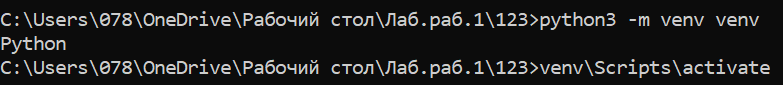 C:\Users\078\OneDrive\Рабочий стол\Лаб.раб.1\123>python3 -m venv venv
Python
C:\Users\078\OneDrive\Рабочий стол\Лаб.раб.1\123>venv\Scripts\activate